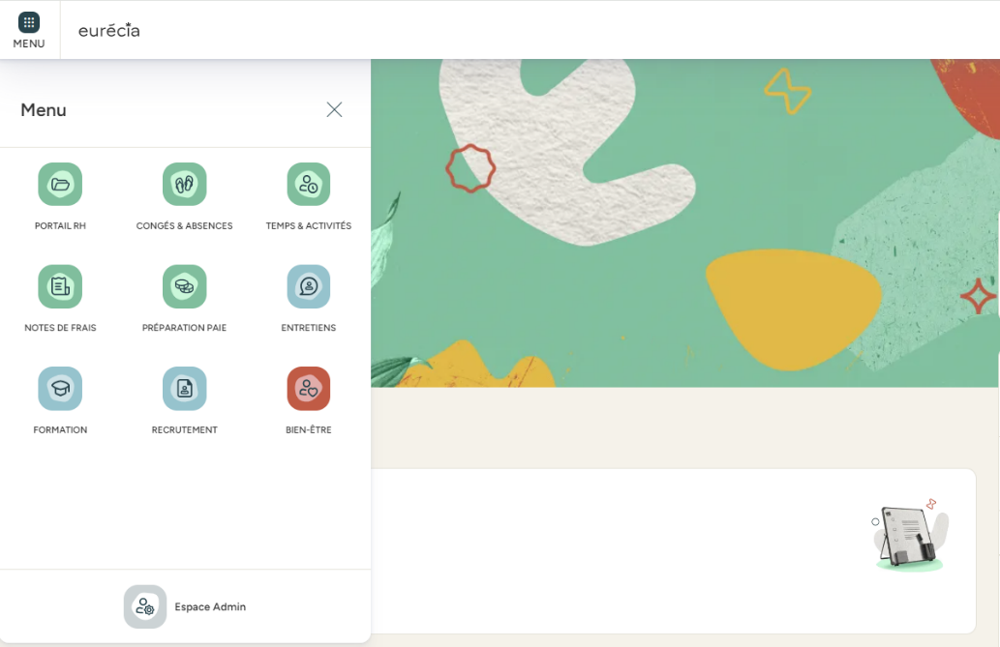 MENU
eurécia
Menu
PORTAIL RH
CONGÉS & ABSENCES
TEMPS & ACTIVITÉS
NOTES DE FRAIS
PRÉPARATION PAIE
ENTRETIENS
FORMATION
RECRUTEMENT
BIEN-ÊTRE
Espace Admin